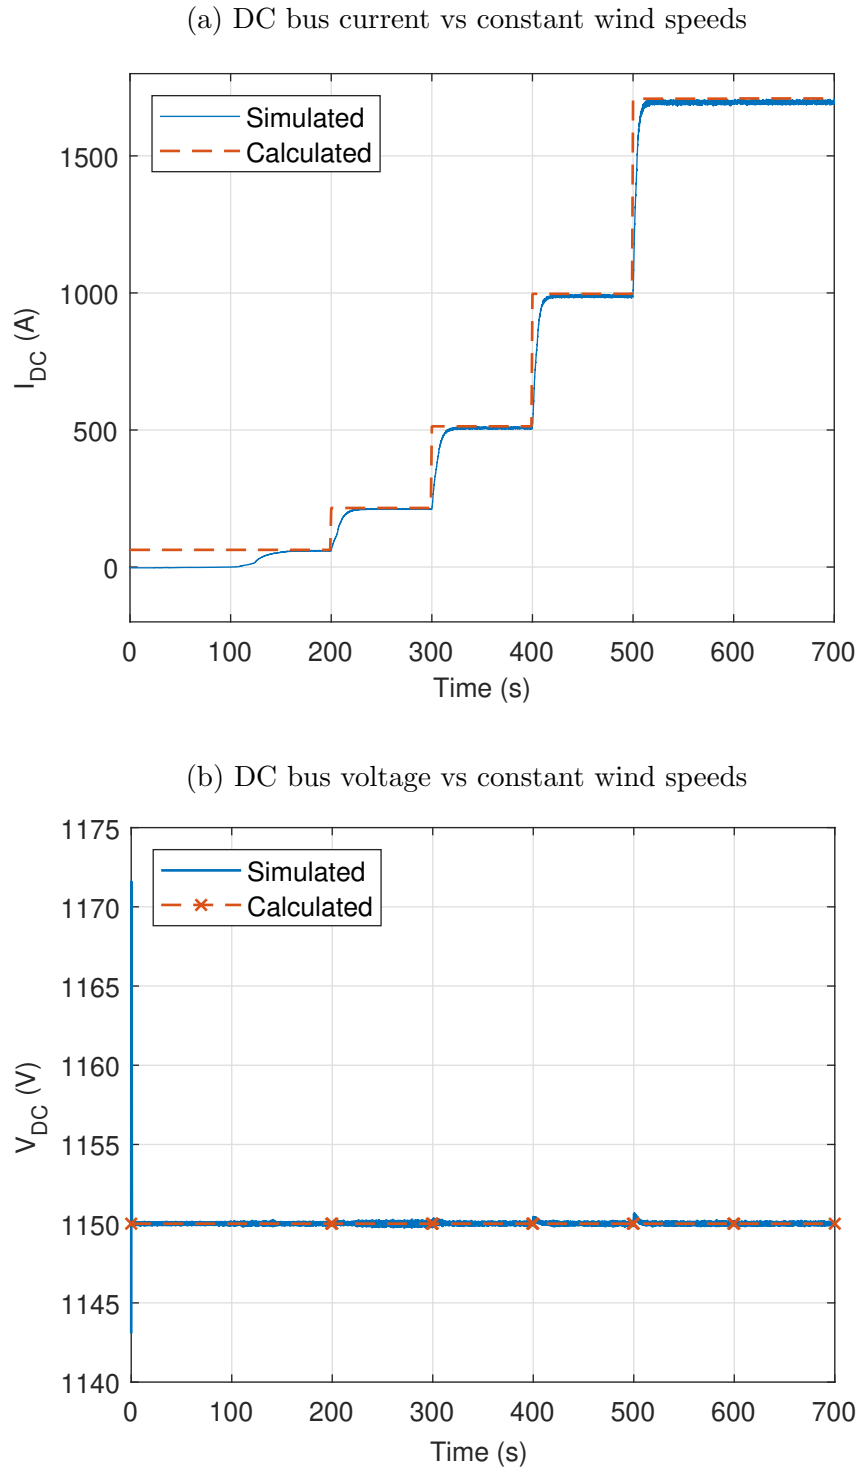 (a) DC bus current vs constant wind speeds
Simulated
Calculated
1500
1000
500
0
I_DC (A)
0 100 200 300 400 500 600 700
Time (s)
(b) DC bus voltage vs constant wind speeds
1175
Simulated
Calculated
1170
1165
1160
1155
1150
1145
1140
V_DC (V)
0 100 200 300 400 500 600 700
Time (s)